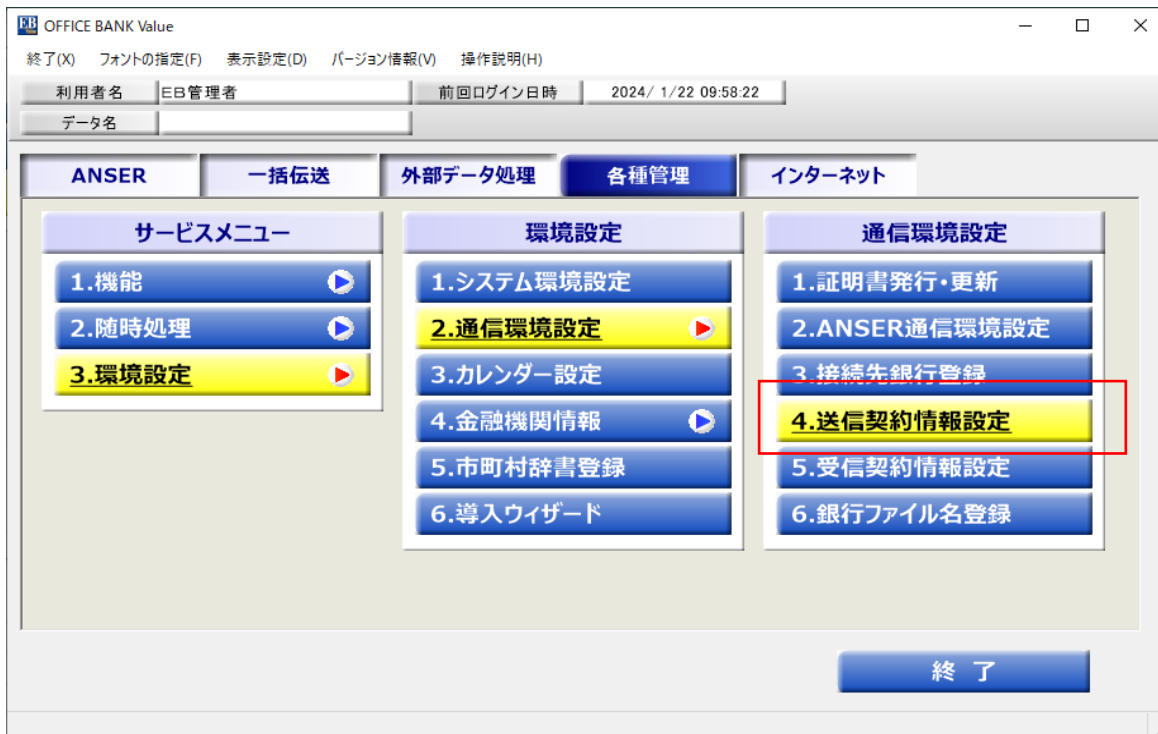 EB Value OFFICE BANK Value
終了(X) フォントの指定(F) 表示設定(D) バージョン情報(V) 操作説明(H)
利用者名 EB管理者 前回ログイン日時 2024/ 1/22 09:58:22
データ名
ANSER 一括伝送 外部データ処理 各種管理 インターネット
サービスメニュー
1.機能
2.随時処理
3.環境設定
環境設定
1.システム環境設定
2.通信環境設定
3.カレンダー設定
4.金融機関情報
5.市町村辞書登録
6.導入ウィザード
通信環境設定
1.証明書発行・更新
2.ANSER通信環境設定
3.接続先銀行登録
4.送信契約情報設定
5.受信契約情報設定
6.銀行ファイル名登録
終 了